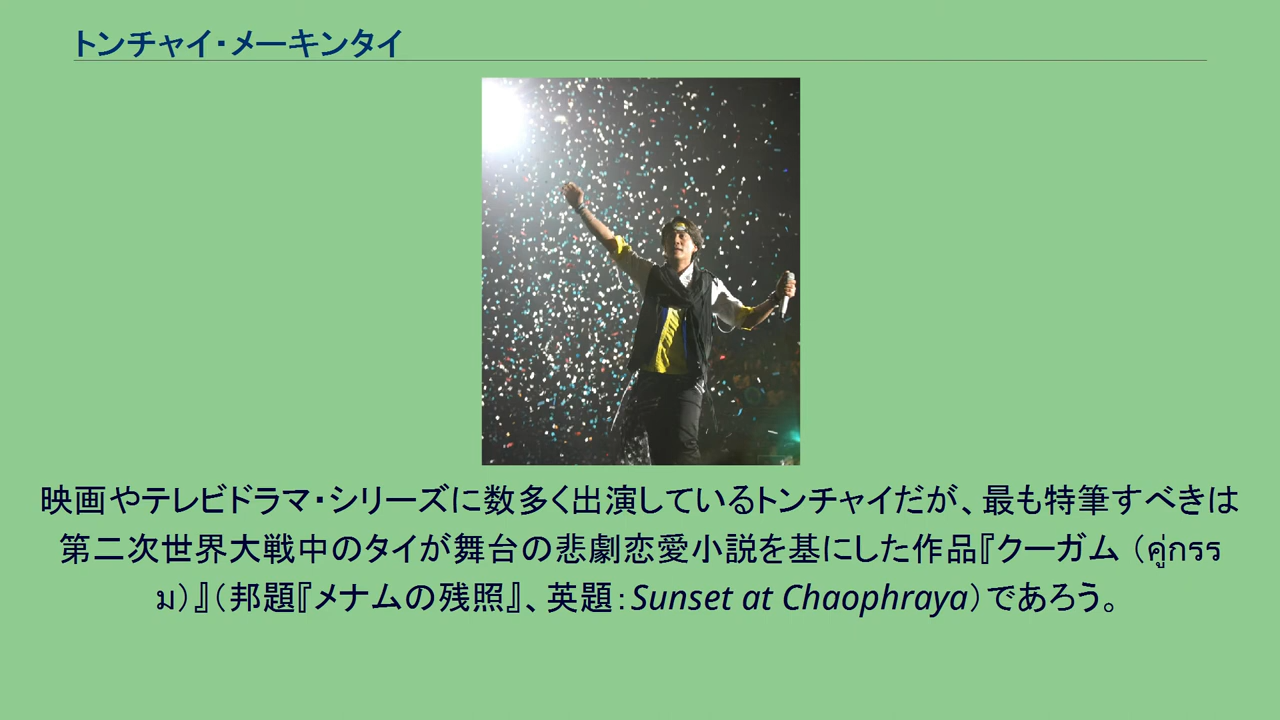 トンチャイ・メーキンタイ
映画やテレビドラマ・シリーズに数多く出演しているトンチャイだが、最も特筆すべきは
第二次世界大戦中のタイが舞台の悲劇恋愛小説を基にした作品『クーガム （คู่กรร
ม）』（邦題『メナムの残照』、英題：Sunset at Chaophraya）であろう。